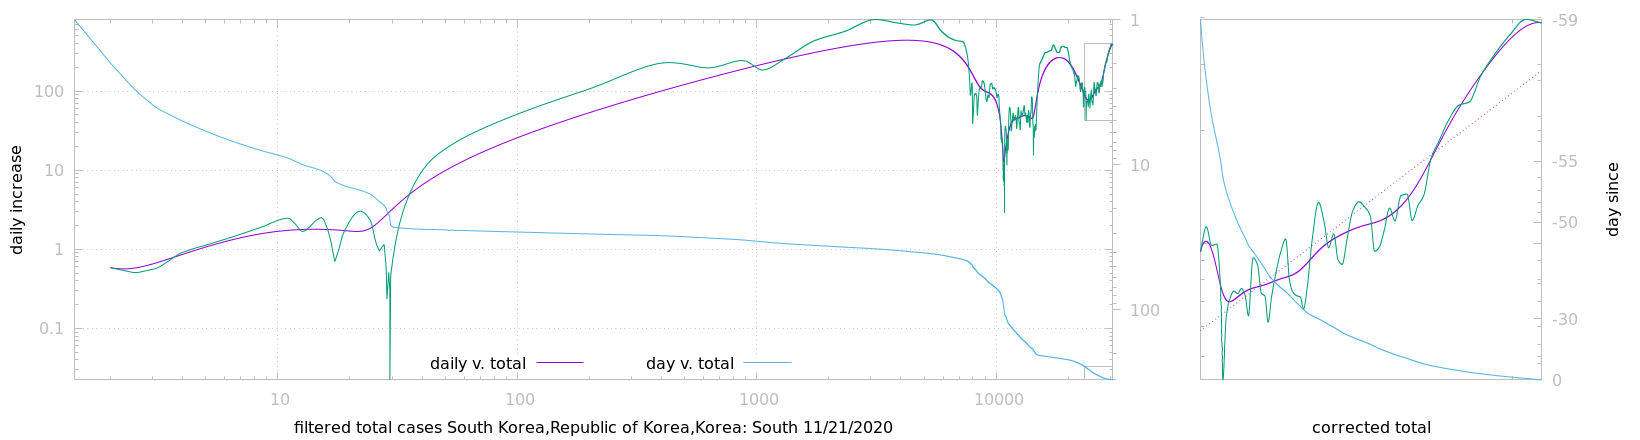 daily increase
100
10
1
0.1
10
100
1000
10000
1
10
100
daily v. total
day v. total
filtered total cases South Korea,Republic of Korea,Korea: South 11/21/2020
-59
-55
-50
-30
0
day since
corrected total